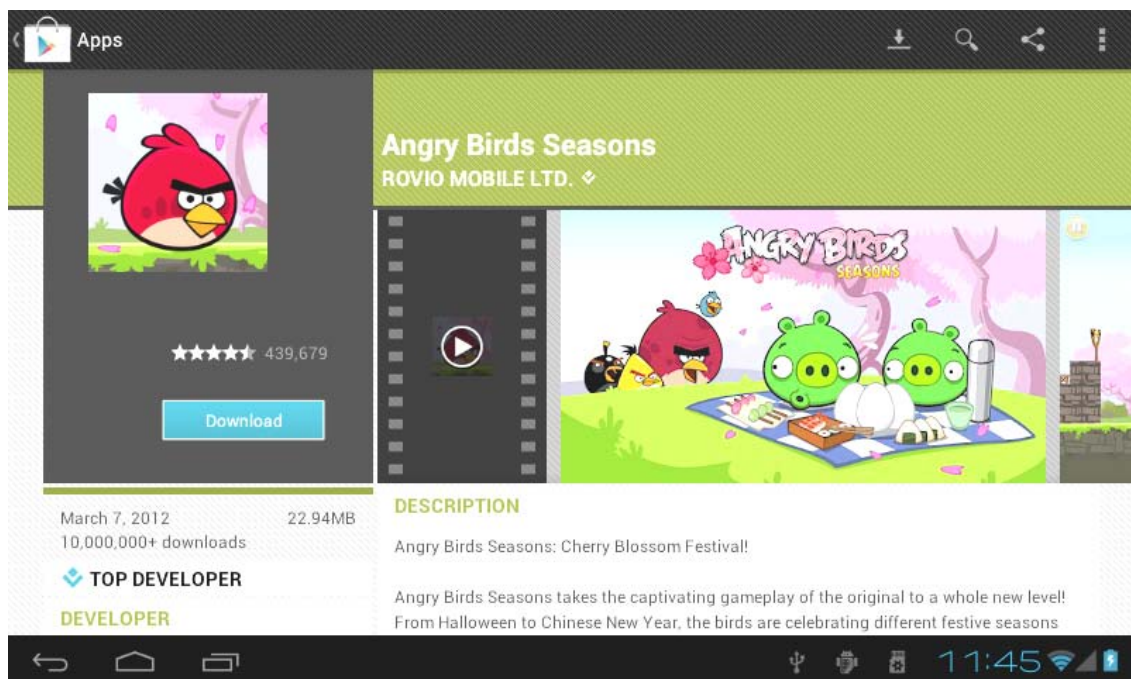 Apps
Angry Birds Seasons
ROVIO MOBILE LTD.
ANGRY BIRDS
SEASONS
439,679
Download
March 7, 2012 22.94MB
10,000,000+ downloads
TOP DEVELOPER
DEVELOPER
DESCRIPTION
Angry Birds Seasons: Cherry Blossom Festival!
Angry Birds Seasons takes the captivating gameplay of the original to a whole new level!
From Halloween to Chinese New Year, the birds are celebrating different festive seasons
11:45